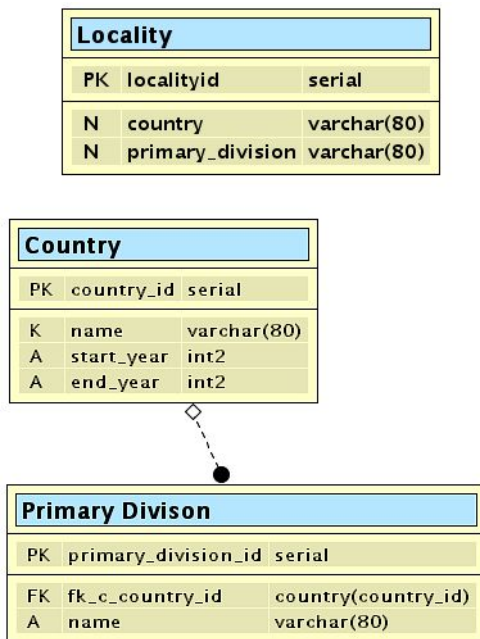 Locality
PK localityid serial
N country varchar(80)
N primary_division varchar(80)
Country
PK country_id serial
K name varchar(80)
A start_year int2
A end_year int2
Primary Divison
PK primary_division_id serial
FK fk_c_country_id country(country_id)
A name varchar(80)